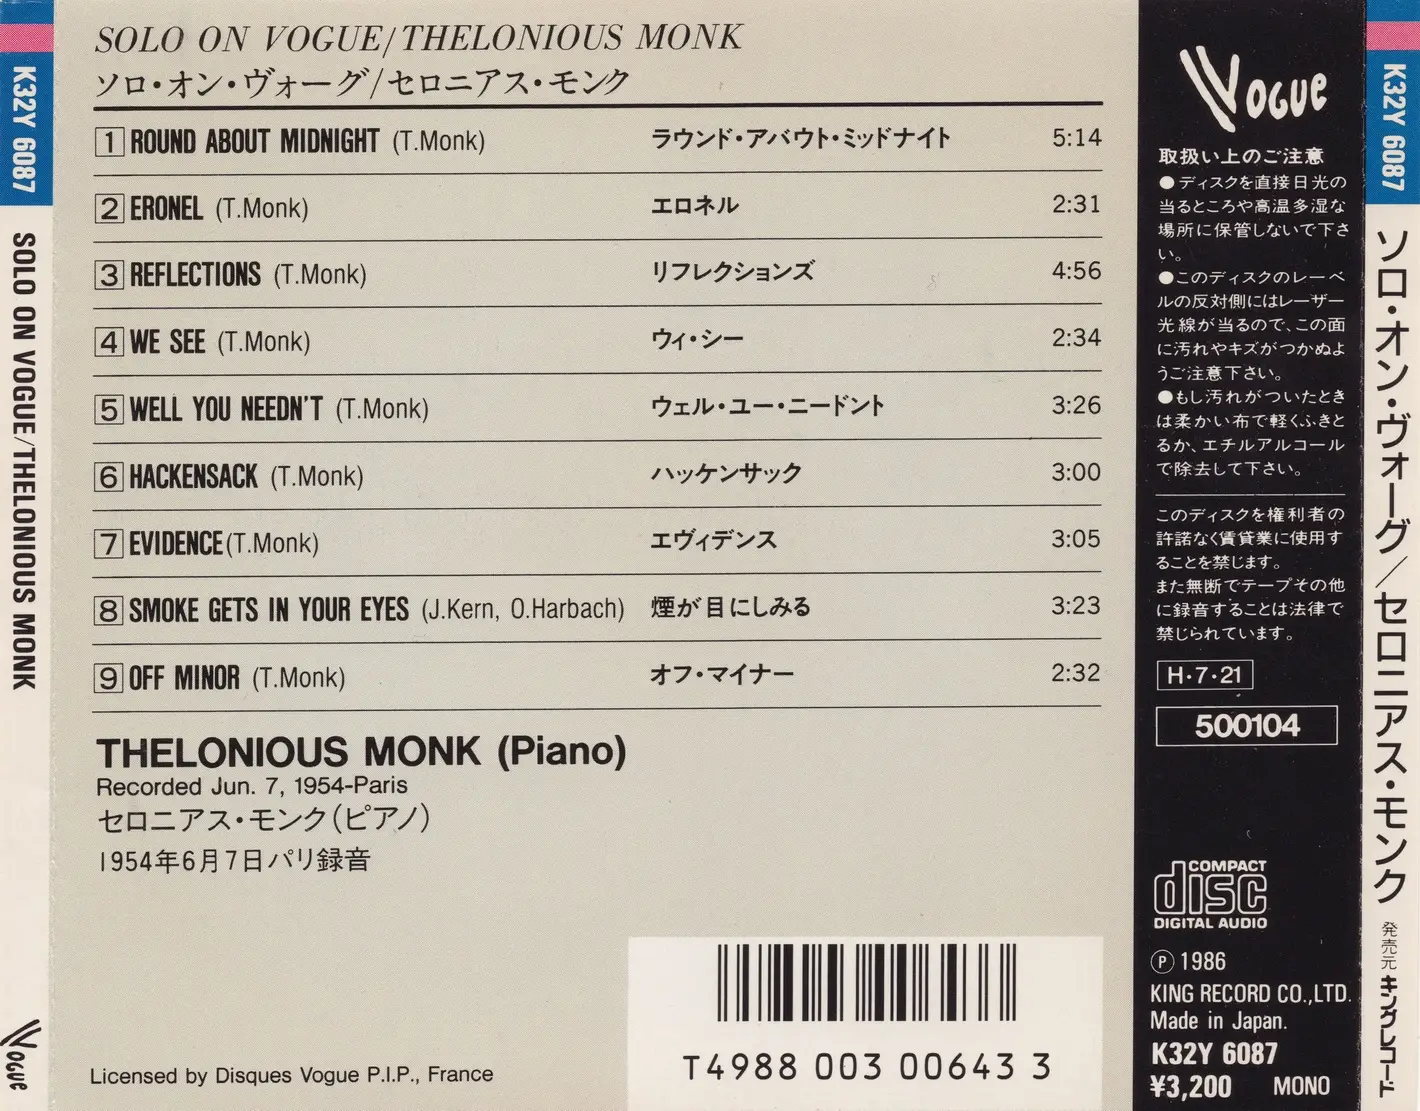 K32Y 6087
SOLO ON VOGUE/THELONIOUS MONK
Vogue
SOLO ON VOGUE/THELONIOUS MONK
ソロ・オン・ヴォーグ/セロニアス・モンク
1 ROUND ABOUT MIDNIGHT (T.Monk) ラウンド・アバウト・ミッドナイト 5:14
2 ERONEL (T.Monk) エロネル 2:31
3 REFLECTIONS (T.Monk) リフレクションズ 4:56
4 WE SEE (T.Monk) ウィ・シー 2:34
5 WELL YOU NEEDN'T (T.Monk) ウェル・ユー・ニードント 3:26
6 HACKENSACK (T.Monk) ハッケンサック 3:00
7 EVIDENCE (T.Monk) エヴィデンス 3:05
8 SMOKE GETS IN YOUR EYES (J.Kern, O.Harbach) 煙が目にしみる 3:23
9 OFF MINOR (T.Monk) オフ・マイナー 2:32
THELONIOUS MONK (Piano)
Recorded Jun. 7, 1954-Paris
セロニアス・モンク(ピアノ)
1954年6月7日パリ録音
Licensed by Disques Vogue P.I.P., France
T4988 003 00643 3
Vogue
取扱い上のご注意
●ディスクを直接日光の
当るところや高温多湿な
場所に保管しないで下さ
い。
●このディスクのレーベ
ルの反対側にはレーザー
光線が当るので、この面
に汚れやキズがつかぬよ
うご注意下さい。
●もし汚れがついたとき
は柔かい布で軽くふきと
るか、エチルアルコール
で除去して下さい。
このディスクを権利者の
許諾なく賃貸業に使用す
ることを禁じます。
また無断でテープその他
に録音することは法律で
禁じられています。
H・7・21
500104
COMPACT
disc
DIGITAL AUDIO
Ⓟ1986
KING RECORD CO.,LTD.
Made in Japan.
K32Y 6087
¥3,200 MONO
K32Y 6087
ソロ・オン・ヴォーグ/セロニアス・モンク
発売元 キングレコード